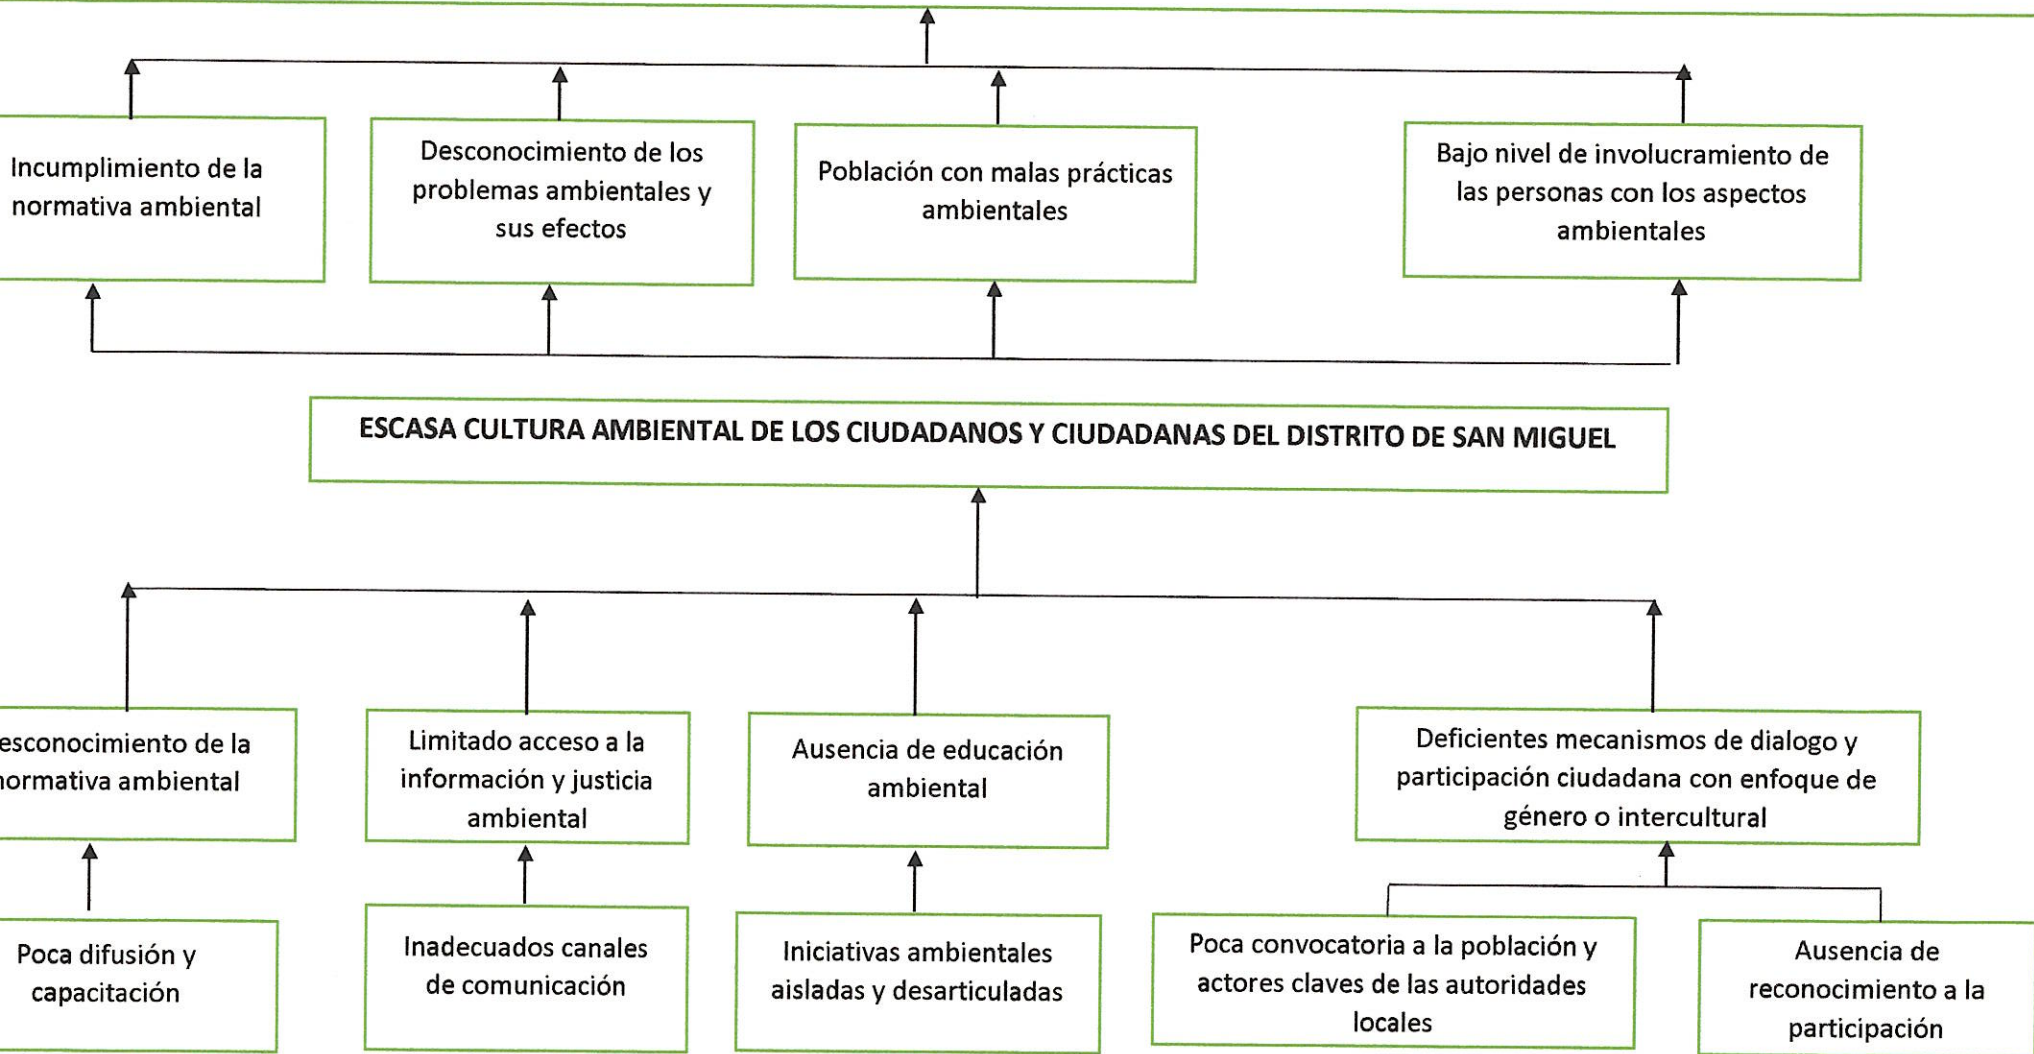 Incumplimiento de la
normativa ambiental
Desconocimiento de los
problemas ambientales y
sus efectos
Población con malas prácticas
ambientales
Bajo nivel de involucramiento de
las personas con los aspectos
ambientales
ESCASA CULTURA AMBIENTAL DE LOS CIUDADANOS Y CIUDADANAS DEL DISTRITO DE SAN MIGUEL
esconocimiento de la
normativa ambiental
Limitado acceso a la
información y justicia
ambiental
Ausencia de educación
ambiental
Deficientes mecanismos de dialogo y
participación ciudadana con enfoque de
género o intercultural
Poca difusión y
capacitación
Inadecuados canales
de comunicación
Iniciativas ambientales
aisladas y desarticuladas
Poca convocatoria a la población y
actores claves de las autoridades
locales
Ausencia de
reconocimiento a la
participación